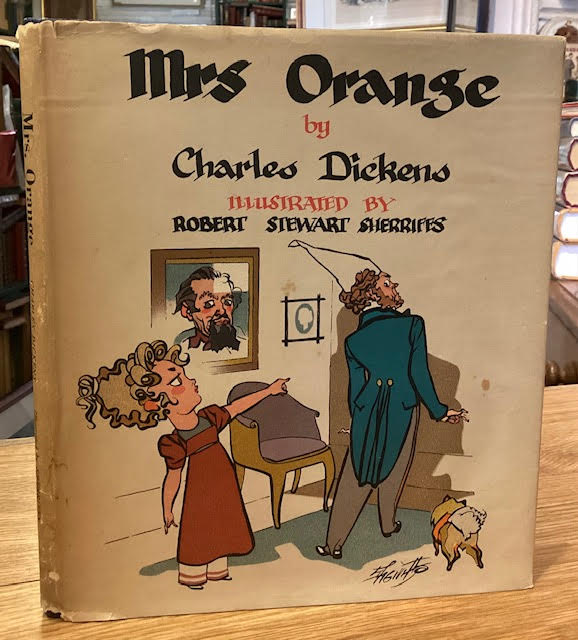 Mrs Orange
by
Charles Dickens
ILLUSTRATED BY
ROBERT STEWART SHERRIFFS
Mrs Orange